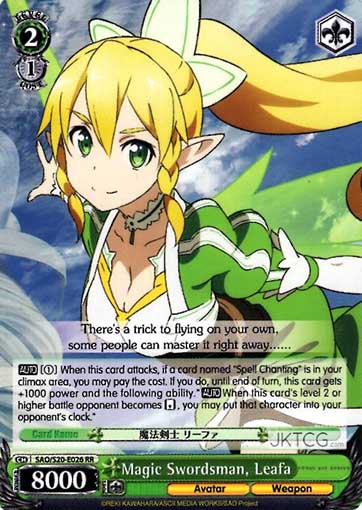 2
1
There's a trick to flying on your own,
some people can master it right away......
AUTO [(1)] When this card attacks, if a card named "Spell Chanting" is in your
climax area, you may pay the cost. If you do, until end of turn, this card gets
+1000 power and the following ability." AUTO When this card's level 2 or
higher battle opponent becomes [ ], you may put that character into your
opponent's clock."
Card Name
魔法剣士 リーファ
JKTCG.com
CH SAO/S20-E026 RR
Magic Swordsman, Leafa
POWER 8000
Avatar
Weapon
©REKI KAWAHARA/ASCII MEDIA WORKS/SAO Project